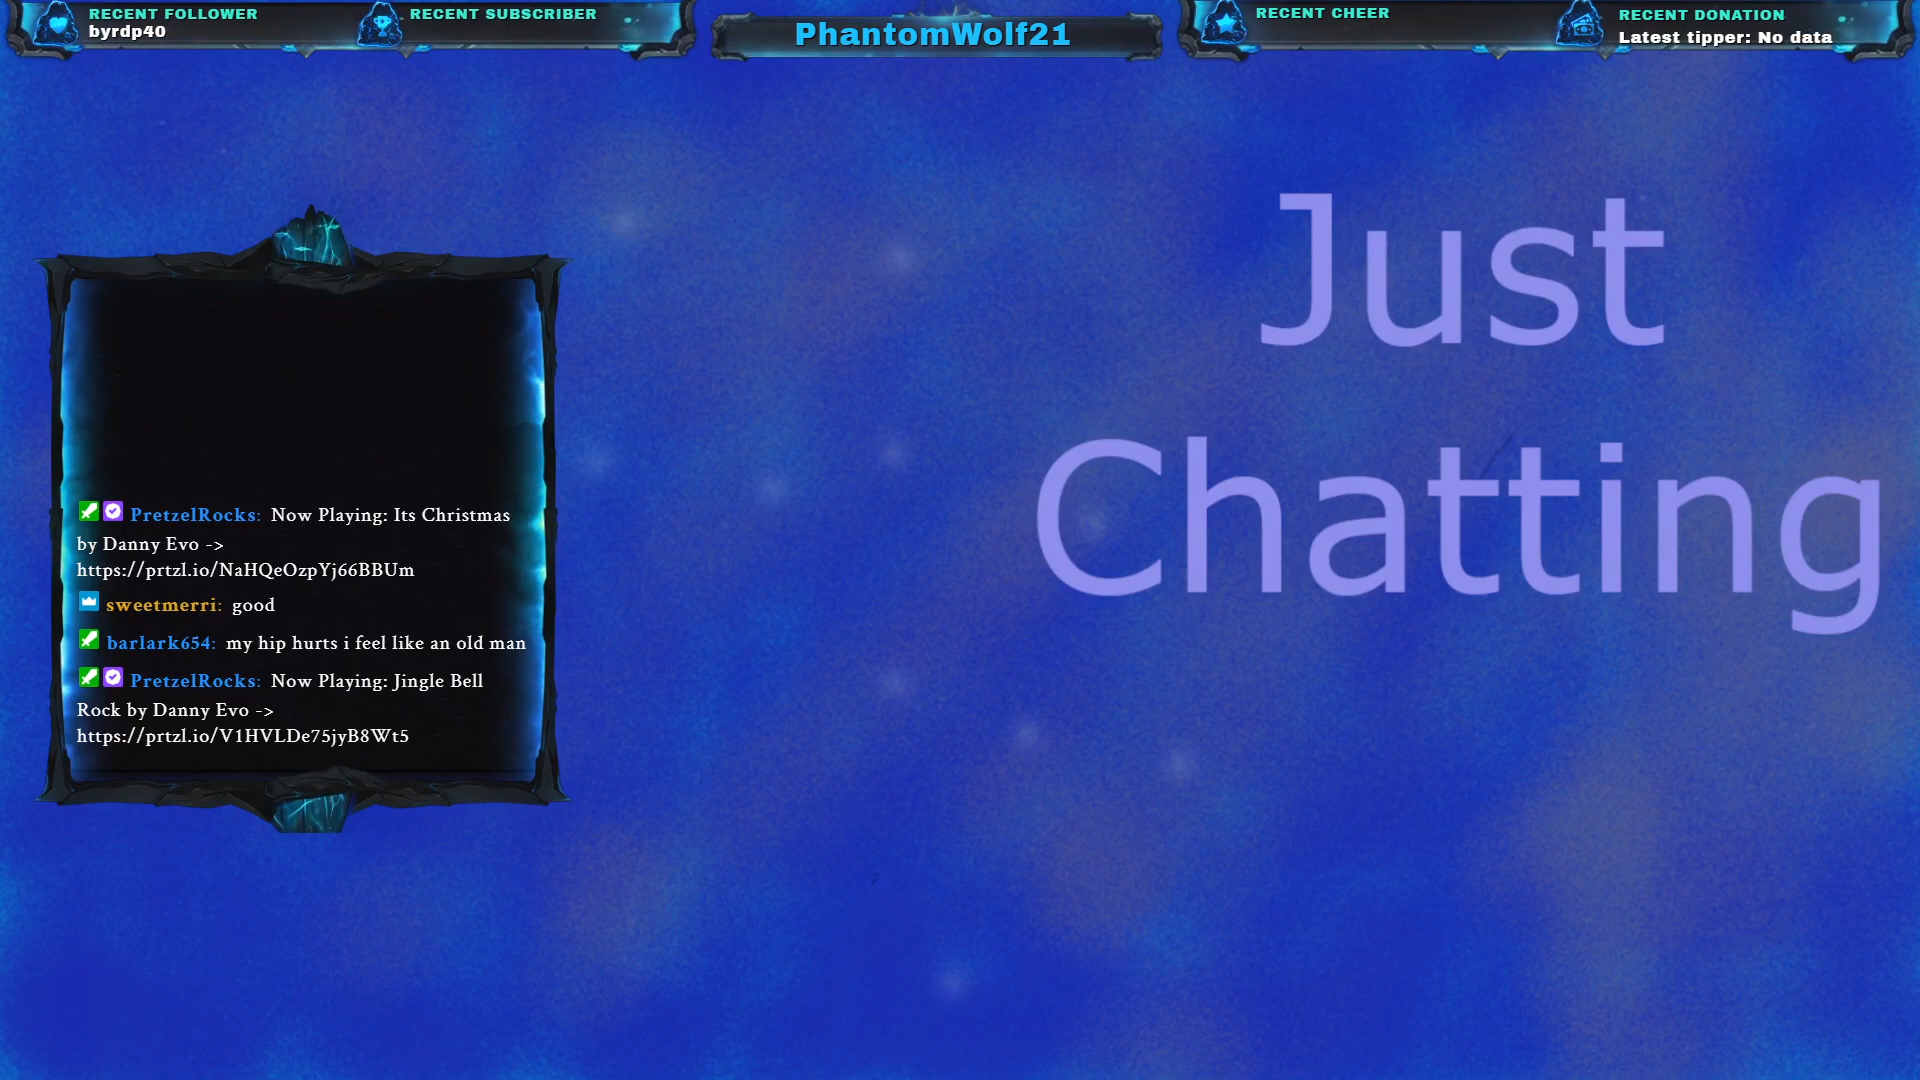 RECENT FOLLOWER
byrdp40
RECENT SUBSCRIBER
PhantomWolf21
RECENT CHEER
RECENT DONATION
Latest tipper: No data
Just
Chatting
PretzelRocks: Now Playing: Its Christmas
by Danny Evo ->
https://prtzl.io/NaHQeOzpYj66BBUm
sweetmerri: good
barlark654: my hip hurts i feel like an old man
PretzelRocks: Now Playing: Jingle Bell
Rock by Danny Evo ->
https://prtzl.io/V1HVLDe75jyB8Wt5